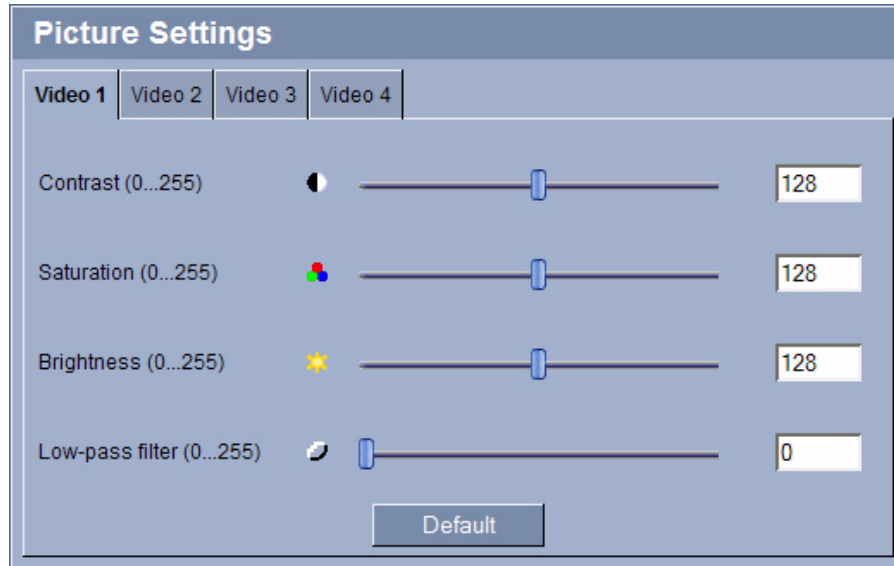 Picture Settings
Video 1 Video 2 Video 3 Video 4
Contrast (0...255) 128
Saturation (0...255) 128
Brightness (0...255) 128
Low-pass filter (0...255) 0
Default